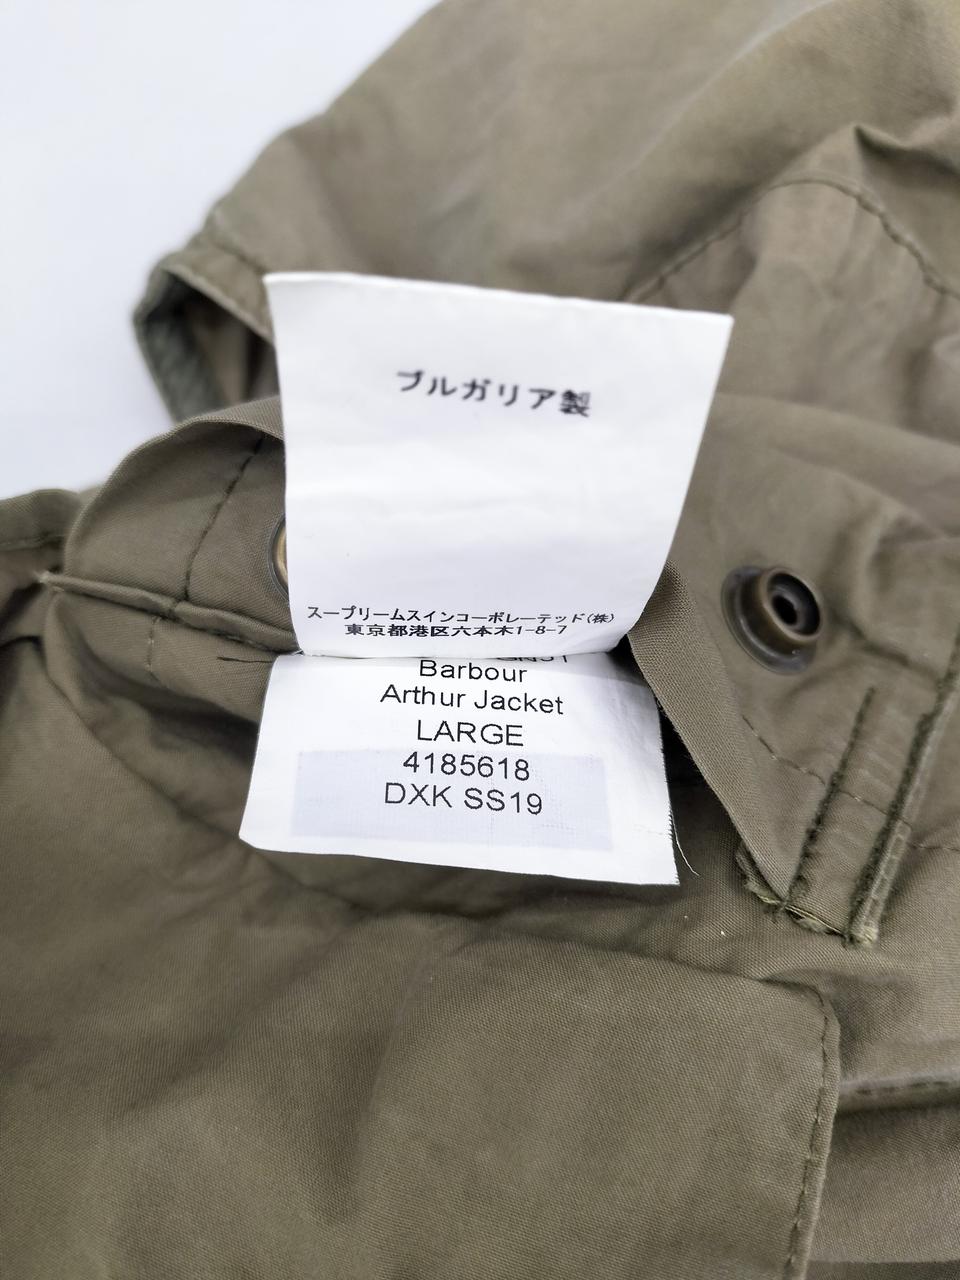 ブルガリア製
スープリームスインコーポレーテッド(株)
東京都港区六本木1-8-7
Barbour
Arthur Jacket
LARGE
4185618
DXK SS19